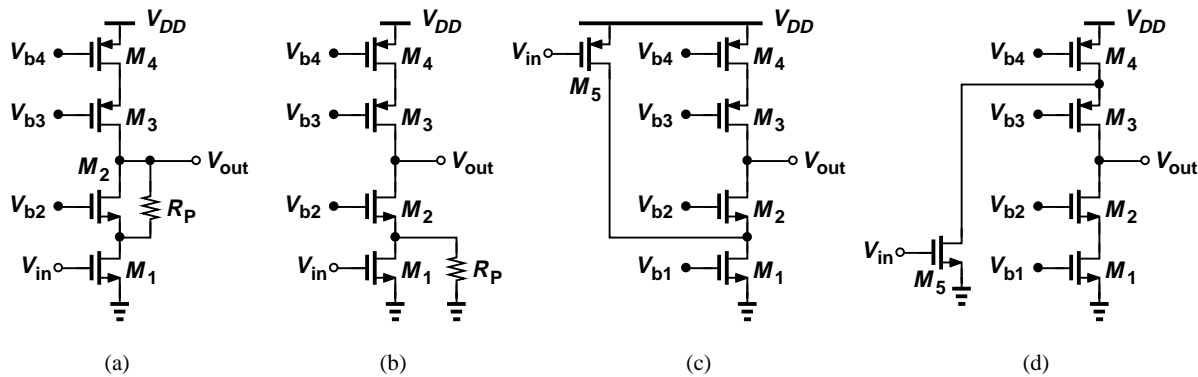 V_DD
V_b4
M_4
V_b3
M_3
M_2
V_out
V_b2
R_P
V_in
M_1
(a)
V_DD
V_b4
M_4
V_b3
M_3
V_out
V_b2
M_2
V_in
M_1
R_P
(b)
V_DD
V_in
M_5
V_b4
M_4
V_b3
M_3
V_out
V_b2
M_2
V_b1
M_1
(c)
V_DD
V_b4
M_4
V_b3
M_3
V_out
V_b2
M_2
V_in
M_5
V_b1
M_1
(d)